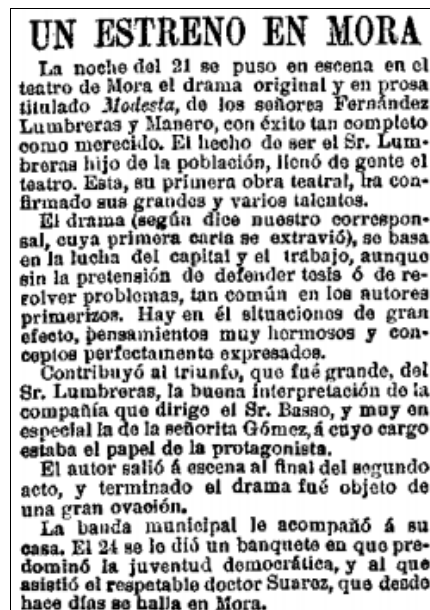 UN ESTRENO EN MORA
La noche del 21 se puso en escena en el
teatro de Mora el drama original y en prosa
titulado Modesta, de los señores Fernández
Lumbreras y Manero, con éxito tan completo
como merecido. El hecho de ser el Sr. Lum-
breras hijo de la población, llenó de gente el
teatro. Esta, su primera obra teatral, ha con-
firmado sus grandes y varios talentos.
El drama (según dice nuestro correspon-
sal, cuya primera carta se extravió), se basa
en la lucha del capital y el trabajo, aunque
sin la pretensión de defender tesis ó de re-
solver problemas, tan común en los autores
primerizos. Hay en él situaciones de gran
efecto, pensamientos muy hermosos y con-
ceptos perfectamente expresados.
Contribuyó al triunfo, que fué grande, del
Sr. Lumbreras, la buena interpretación de la
compañía que dirige el Sr. Basso, y muy en
especial la de la señorita Gómez, á cuyo cargo
estaba el papel de la protagonista.
El autor salió á escena al final del segundo
acto, y terminado el drama fué objeto de
una gran ovación.
La banda municipal le acompañó á su
casa. El 24 se le dió un banquete en que pre-
dominó la juventud democrática, y al que
asistió el respetable doctor Suarez, que desde
hace días se halla en Mora.